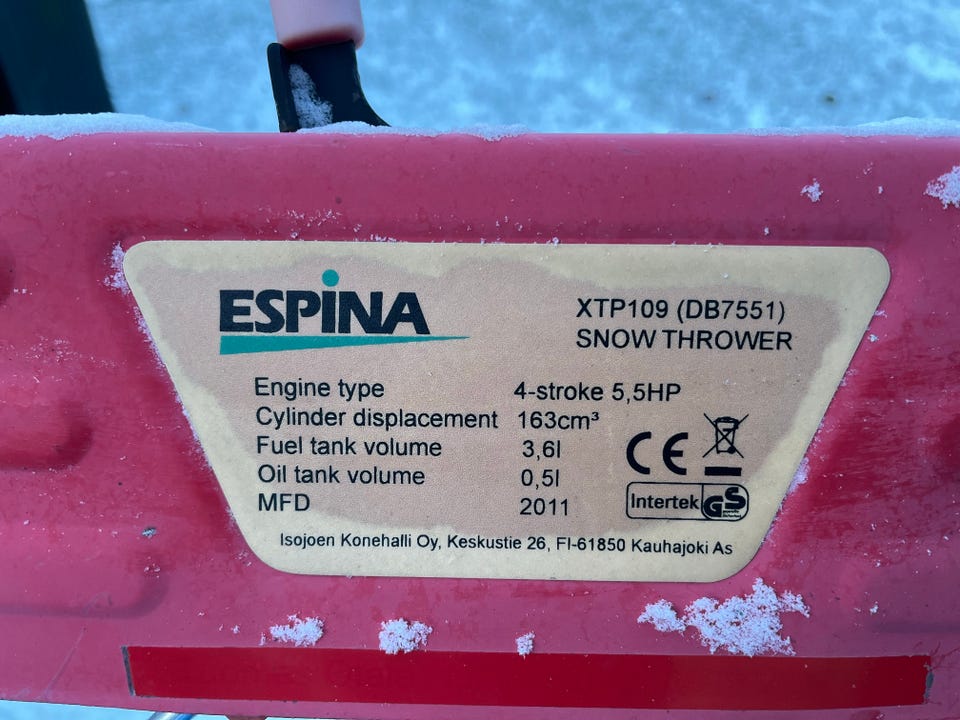 ESPINA
XTP109 (DB7551)
SNOW THROWER
Engine type 4-stroke 5,5HP
Cylinder displacement 163cm³
Fuel tank volume 3,6l
Oil tank volume 0,5l
MFD 2011
CE
Intertek GS
Isojoen Konehalli Oy, Keskustie 26, FI-61850 Kauhajoki As